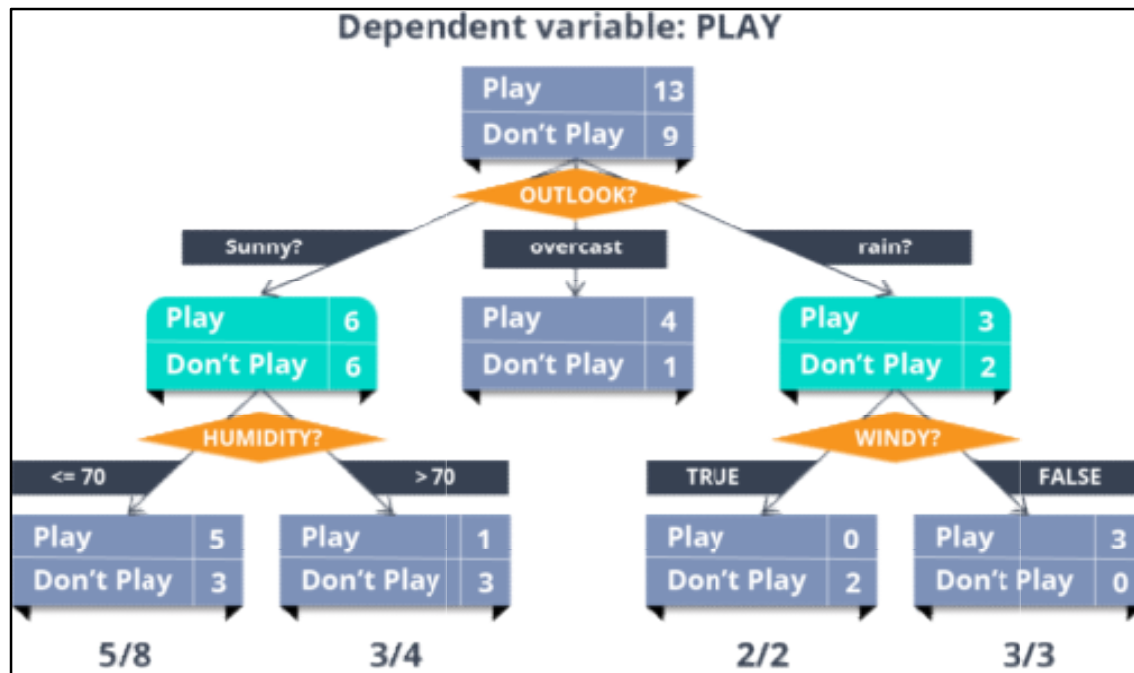 Dependent variable: PLAY
Play 13
Don't Play 9
OUTLOOK?
Sunny? overcast rain?
Play 6 Play 4 Play 3
Don't Play 6 Don't Play 1 Don't Play 2
HUMIDITY? WINDY?
<= 70 > 70 TRUE FALSE
Play 5 Play 1 Play 0 Play 3
Don't Play 3 Don't Play 3 Don't Play 2 Don't Play 0
5/8 3/4 2/2 3/3